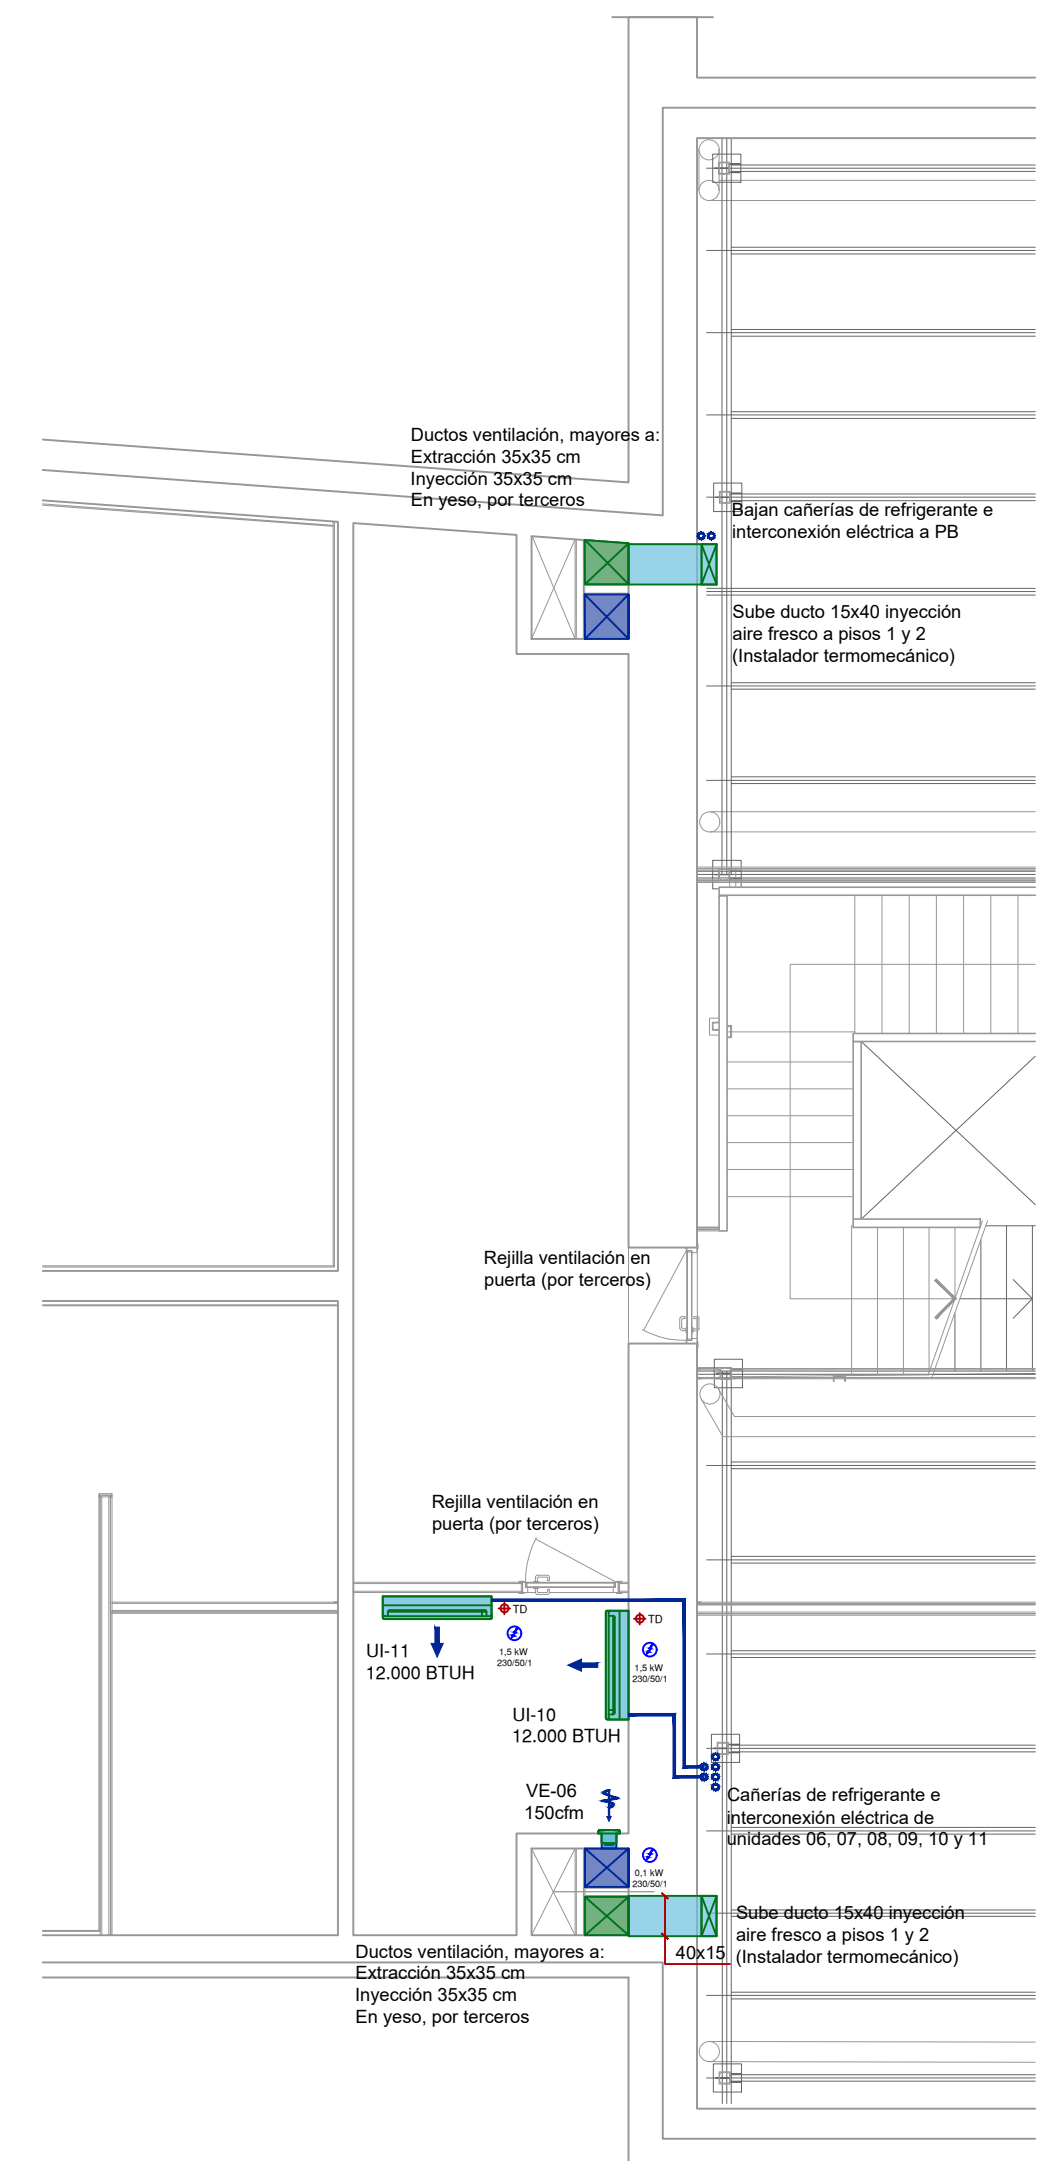 Ductos ventilación, mayores a:
Extracción 35x35 cm
Inyección 35x35 cm
En yeso, por terceros
Bajan cañerías de refrigerante e
interconexión eléctrica a PB
Sube ducto 15x40 inyección
aire fresco a pisos 1 y 2
(Instalador termomecánico)
Rejilla ventilación en
puerta (por terceros)
Rejilla ventilación en
puerta (por terceros)
TD
1,5 kW
230/50/1
UI-11
12.000 BTUH
TD
1,5 kW
230/50/1
UI-10
12.000 BTUH
VE-06
150cfm
Cañerías de refrigerante e
interconexión eléctrica de
unidades 06, 07, 08, 09, 10 y 11
0,1 kW
230/50/1
Sube ducto 15x40 inyección
aire fresco a pisos 1 y 2
(Instalador termomecánico)
40x15
Ductos ventilación, mayores a:
Extracción 35x35 cm
Inyección 35x35 cm
En yeso, por terceros